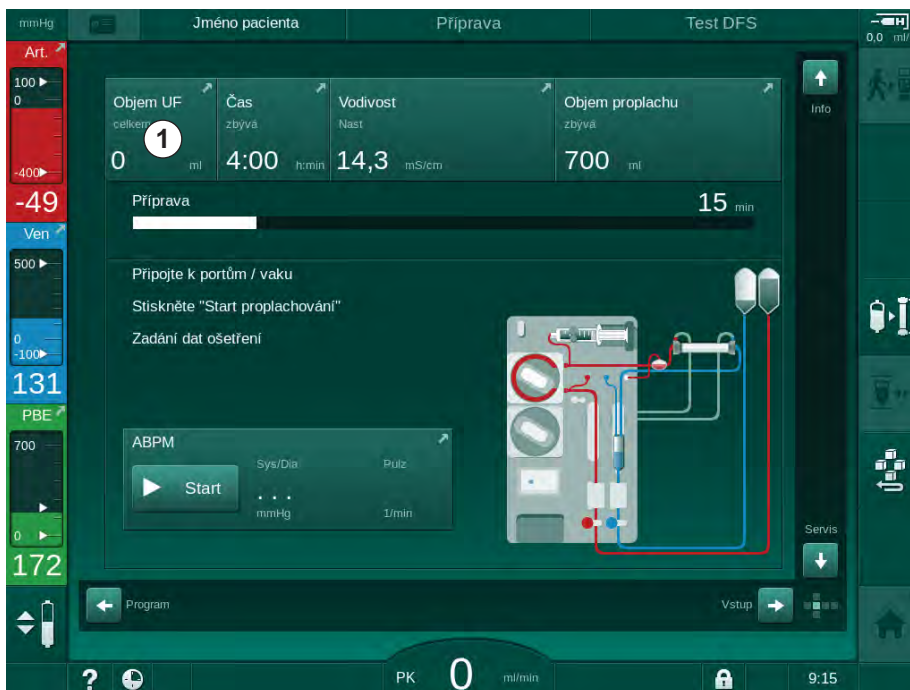 mmHg
Jméno pacienta
Příprava
Test DFS
0,0 ml/
Art.
100
0
-400
-49
Ven
500
0
-100
131
PBE
700
0
172
Objem UF
celkem
1
0 ml
Čas
zbývá
4:00 h:min
Vodivost
Nast
14,3 mS/cm
Objem proplachu
zbývá
700 ml
Info
Příprava
15 min
Připojte k portům / vaku
Stiskněte "Start proplachování"
Zadání dat ošetření
ABPM
Sys/Dia
Pulz
Start
. . .
mmHg
1/min
Servis
Program
Vstup
?
PK 0 ml/min
9:15